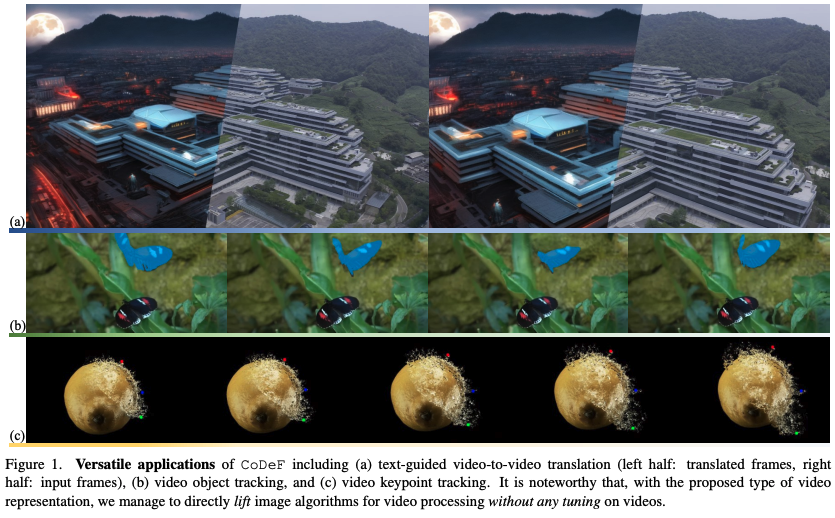 (a)
(b)
(c)
Figure 1. Versatile applications of CoDeF including (a) text-guided video-to-video translation (left half: translated frames, right
half: input frames), (b) video object tracking, and (c) video keypoint tracking. It is noteworthy that, with the proposed type of video
representation, we manage to directly lift image algorithms for video processing without any tuning on videos.